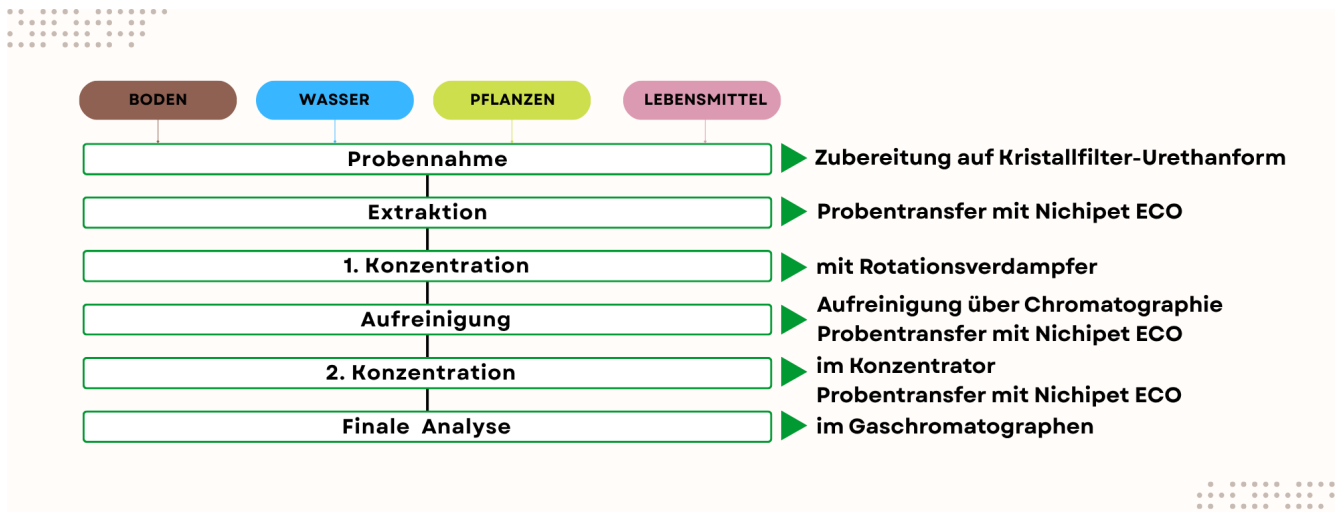 BODEN
WASSER
PFLANZEN
LEBENSMITTEL
Probennahme
Zubereitung auf Kristallfilter-Urethanform
Extraktion
Probentransfer mit Nichipet ECO
1. Konzentration
mit Rotationsverdampfer
Aufreinigung
Aufreinigung über Chromatographie
Probentransfer mit Nichipet ECO
2. Konzentration
im Konzentrator
Probentransfer mit Nichipet ECO
Finale Analyse
im Gaschromatographen